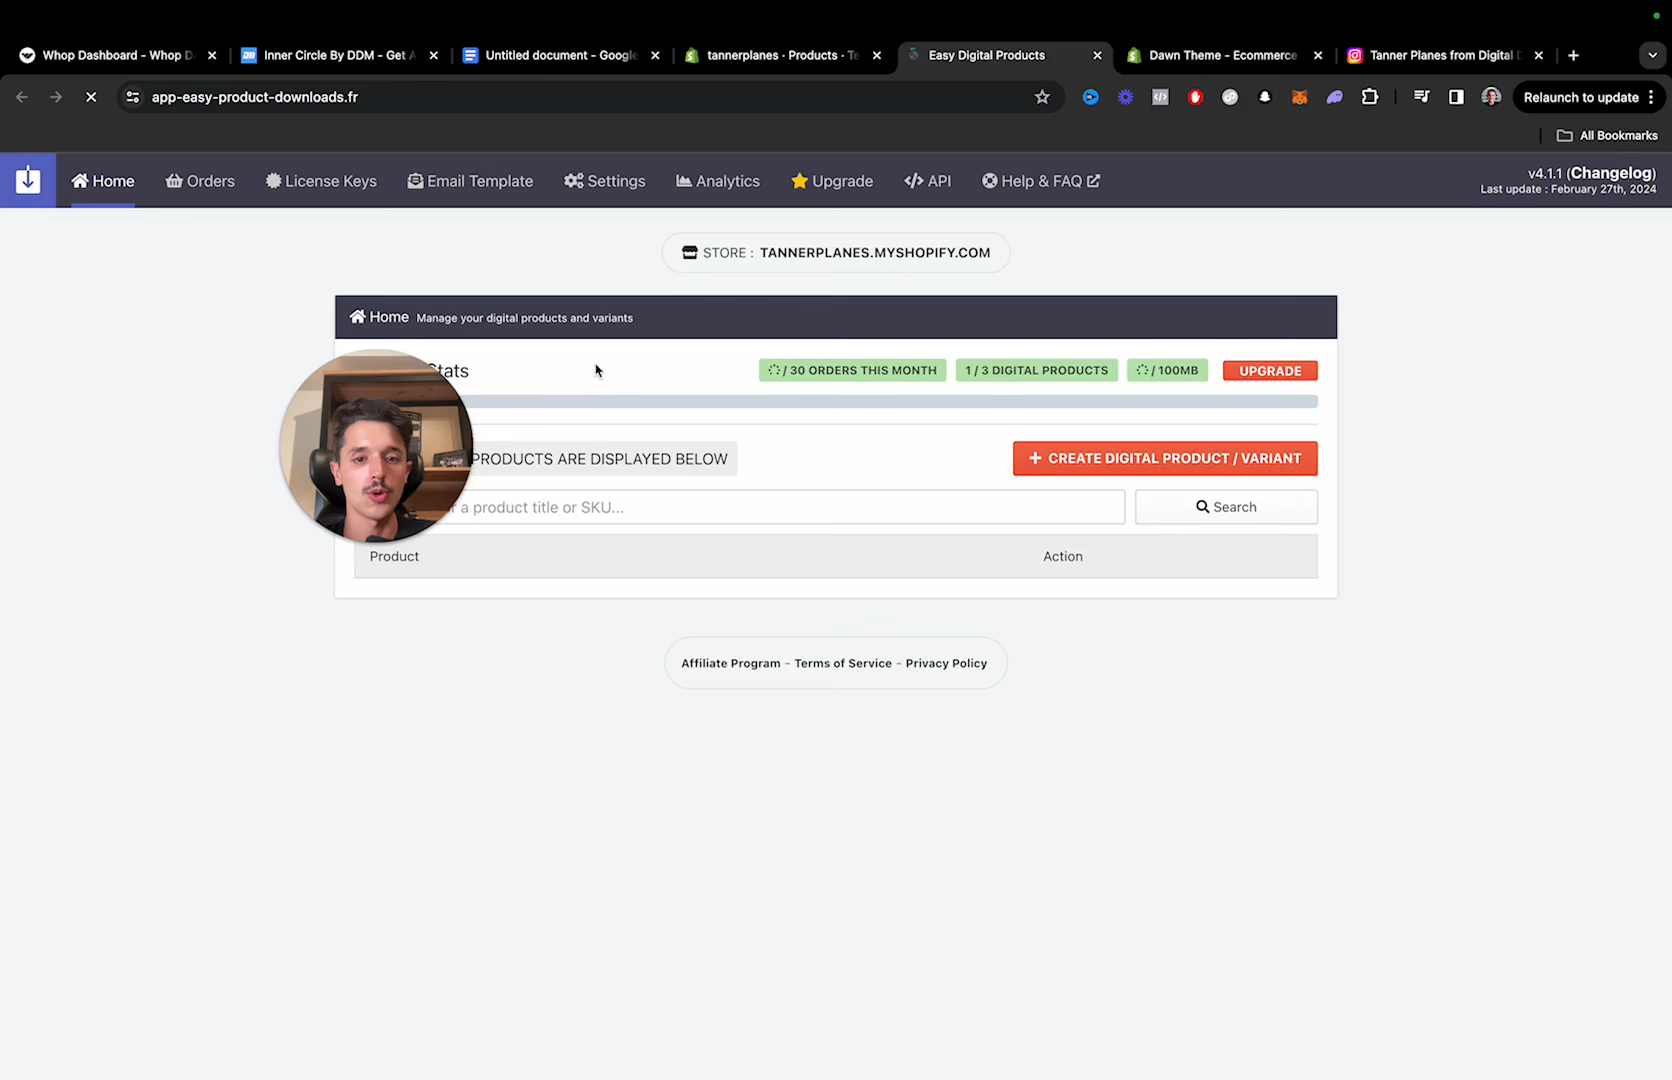 Whop Dashboard - Whop D
Inner Circle By DDM - Get A
Untitled document - Google
tannerplanes · Products · Te
Easy Digital Products
Dawn Theme - Ecommerce
Tanner Planes from Digital D
app-easy-product-downloads.fr
Relaunch to update
All Bookmarks
Home
Orders
License Keys
Email Template
Settings
Analytics
Upgrade
API
Help & FAQ
v4.1.1 (Changelog)
Last update : February 27th, 2024
STORE : TANNERPLANES.MYSHOPIFY.COM
Home Manage your digital products and variants
Stats
/ 30 ORDERS THIS MONTH
1 / 3 DIGITAL PRODUCTS
/ 100MB
UPGRADE
PRODUCTS ARE DISPLAYED BELOW
+ CREATE DIGITAL PRODUCT / VARIANT
a product title or SKU...
Search
Product
Action
Affiliate Program - Terms of Service - Privacy Policy